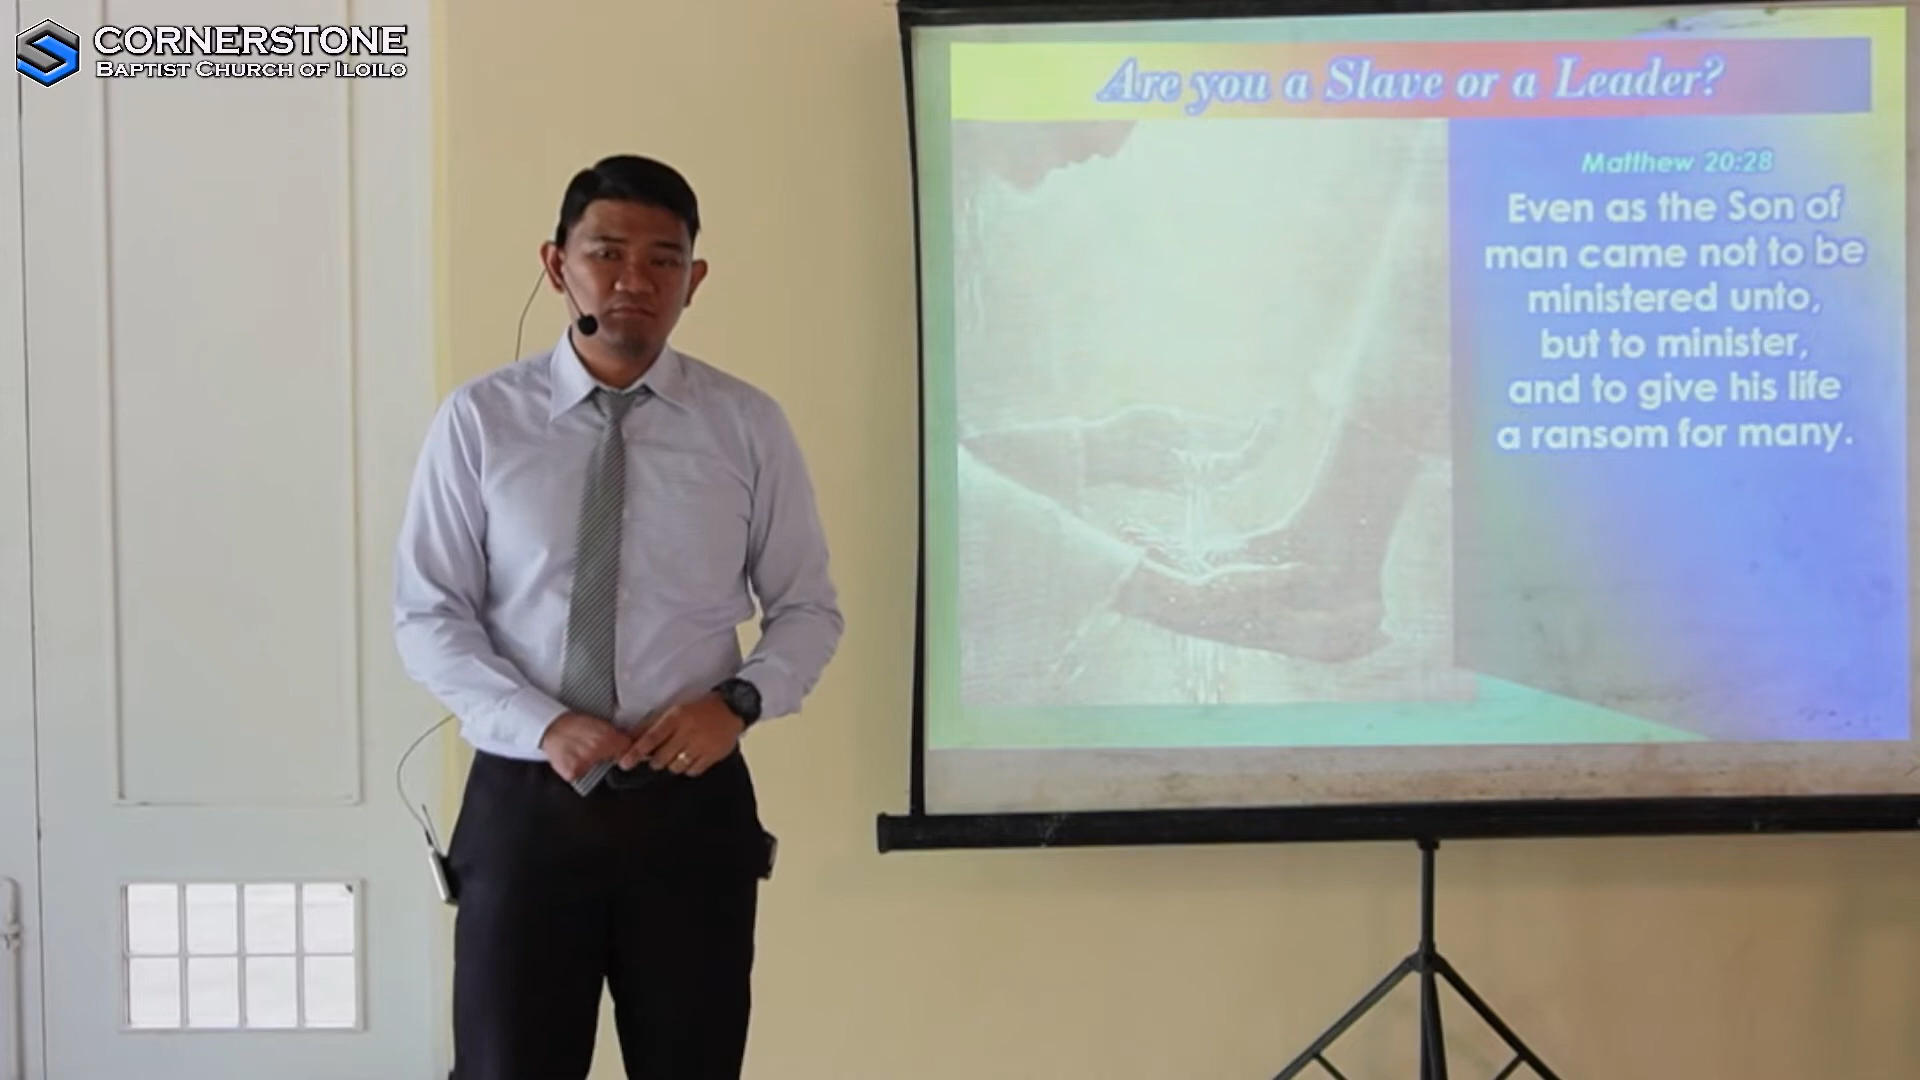 CORNERSTONE
BAPTIST CHURCH OF ILOILO
Are you a Slave or a Leader?
Matthew 20:28
Even as the Son of
man came not to be
ministered unto,
but to minister,
and to give his life
a ransom for many.